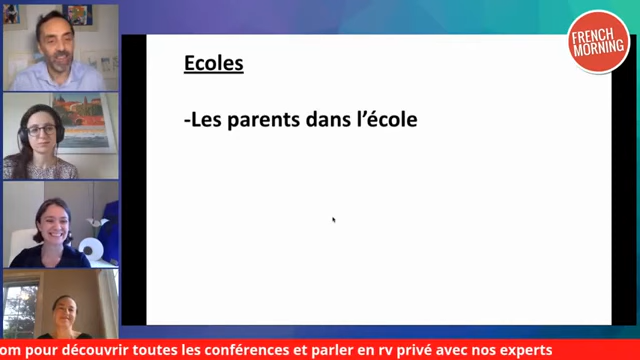 FRENCH
MORNING
Ecoles
-Les parents dans l’école
om pour découvrir toutes les conférences et parler en rv privé avec nos experts